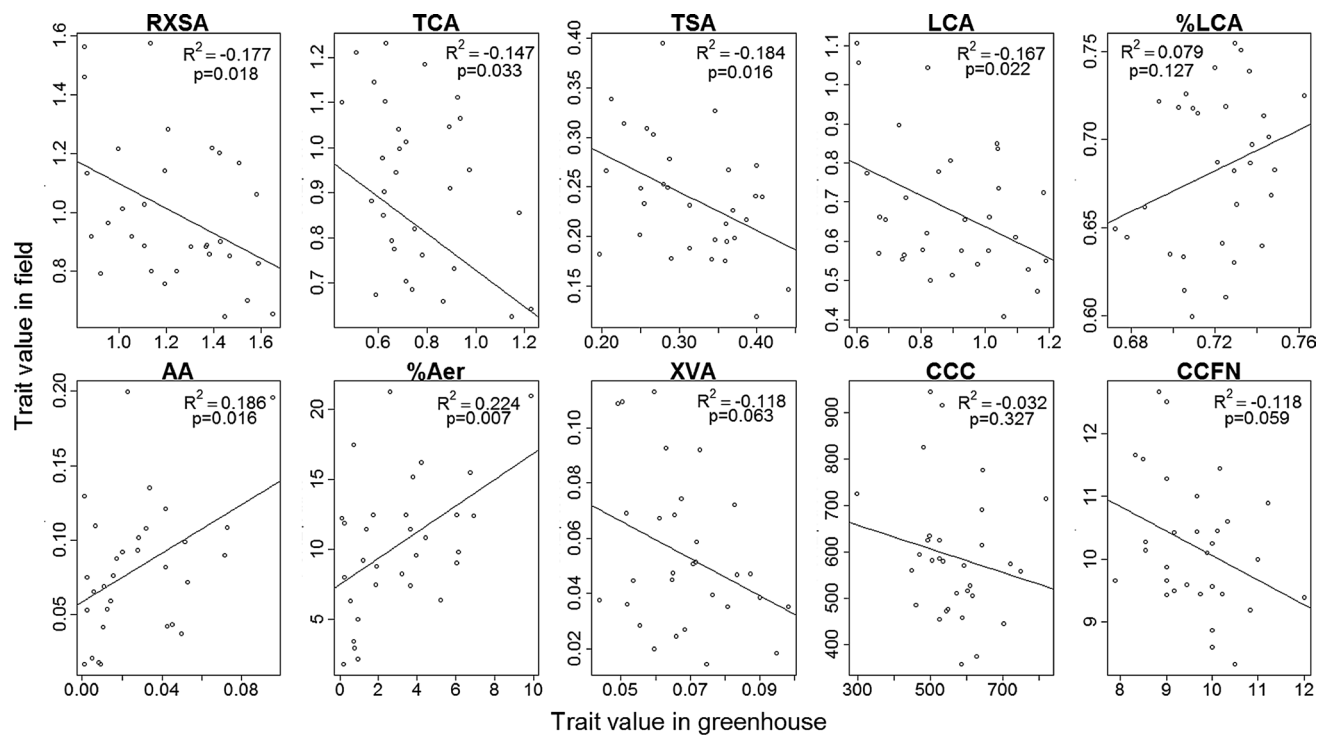 RXSA TCA TSA LCA %LCA
R2=-0.177
p=0.018
R2=-0.147
p=0.033
R2=-0.184
p=0.016
R2=-0.167
p=0.022
R2=0.079
p=0.127
0.8 1.0 1.2 1.4 1.6
1.0 1.2 1.4 1.6
0.7 0.8 0.9 1.0 1.1 1.2
0.6 0.8 1.0 1.2
0.15 0.20 0.25 0.30 0.35 0.40
0.20 0.30 0.40
0.4 0.5 0.6 0.7 0.8 0.9 1.0 1.1
0.6 0.8 1.0 1.2
0.60 0.65 0.70 0.75
0.68 0.72 0.76
Trait value in field
AA %Aer XVA CCC CCFN
R2=0.186
p=0.016
R2=0.224
p=0.007
R2=-0.118
p=0.063
R2=-0.032
p=0.327
R2=-0.118
p=0.059
0.05 0.10 0.15 0.20
0.00 0.04 0.08
5 10 15 20
0 2 4 6 8 10
0.02 0.04 0.06 0.08 0.10
0.05 0.07 0.09
400 500 600 700 800 900
300 500 700
9 10 11 12
8 9 10 11 12
Trait value in greenhouse